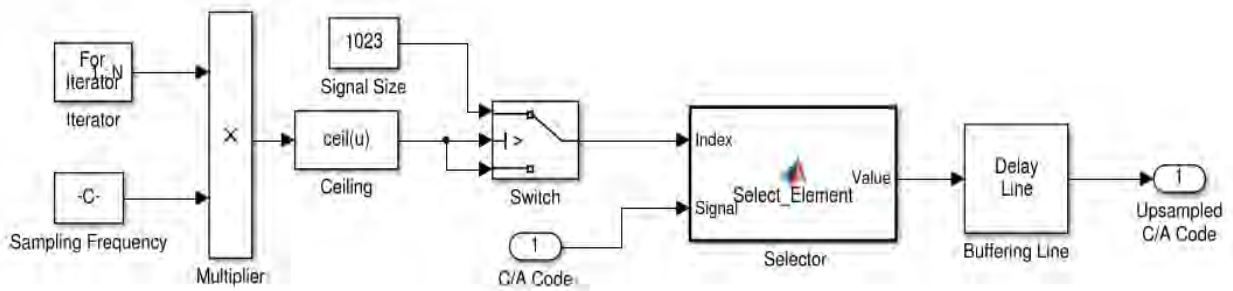 For
Iterator
1 : N
Iterator
-C-
Sampling Frequency
X
Multiplier
1023
Signal Size
ceil(u)
Ceiling
>
Switch
1
C/A Code
Index
Signal
Select_Element
Value
Selector
Delay
Line
Buffering Line
1
Upsampled
C/A Code